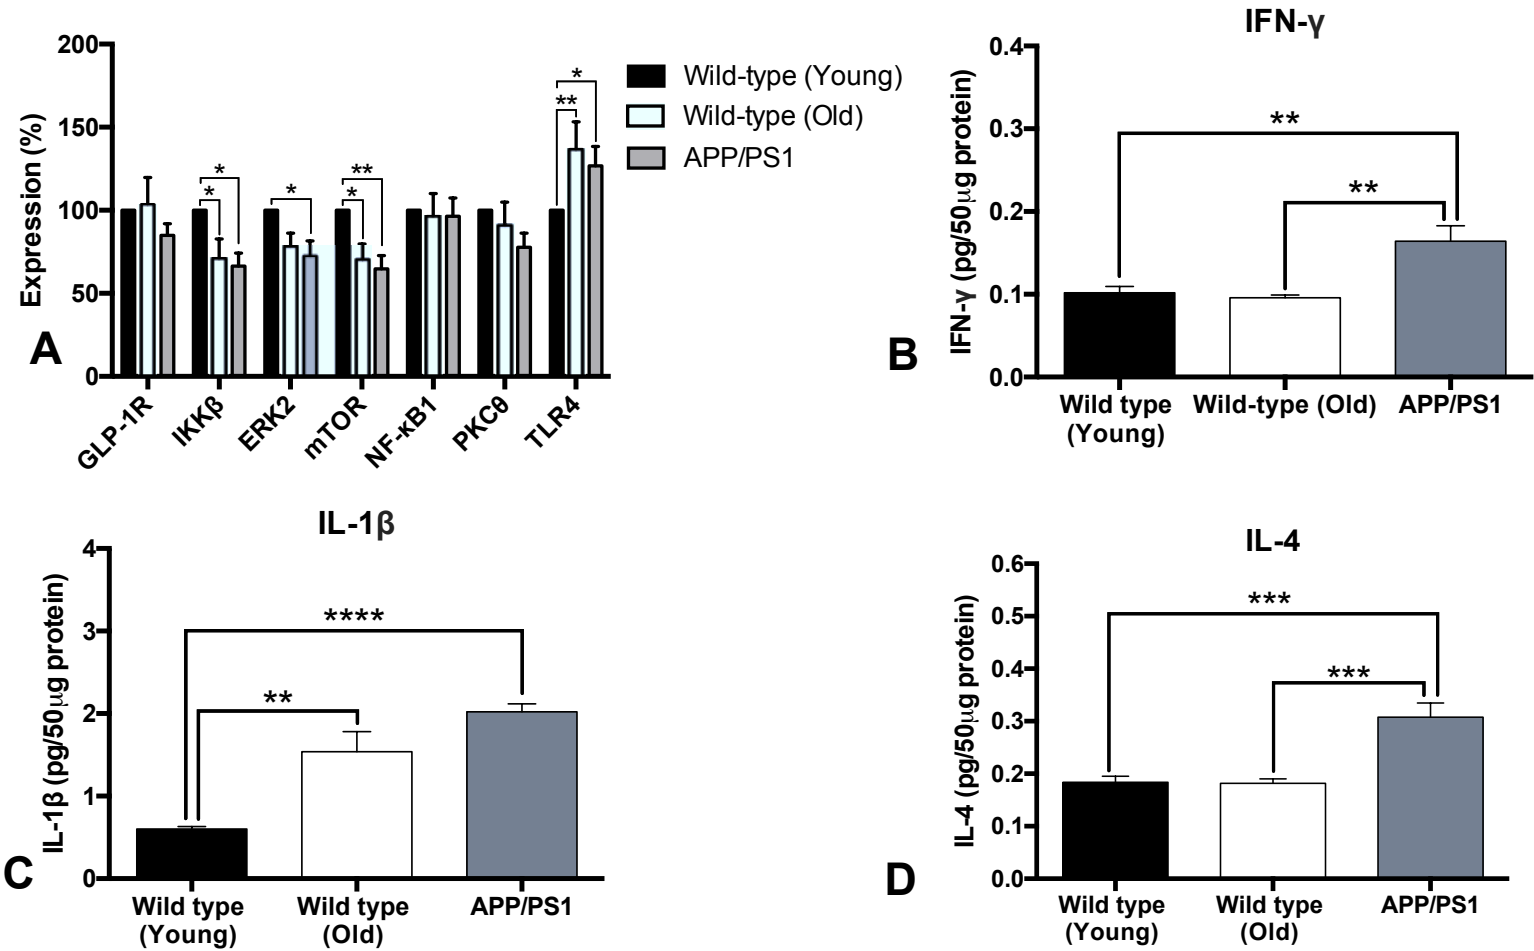 200
150
100
50
0
Expression (%)
*
*
*
**
*
*
**
GLP-1R
IKKβ
ERK2
mTOR
NF-κB1
PKCθ
TLR4
Wild-type (Young)
Wild-type (Old)
APP/PS1
A
IFN-γ
0.4
0.3
0.2
0.1
0.0
IFN-γ (pg/50μg protein)
**
**
Wild type
(Young)
Wild-type (Old)
APP/PS1
B
IL-1β
4
3
2
1
0
IL-1β (pg/50μg protein)
****
**
Wild type
(Young)
Wild type
(Old)
APP/PS1
C
IL-4
0.6
0.5
0.4
0.3
0.2
0.1
0.0
IL-4 (pg/50μg protein)
***
***
Wild type
(Young)
Wild type
(Old)
APP/PS1
D